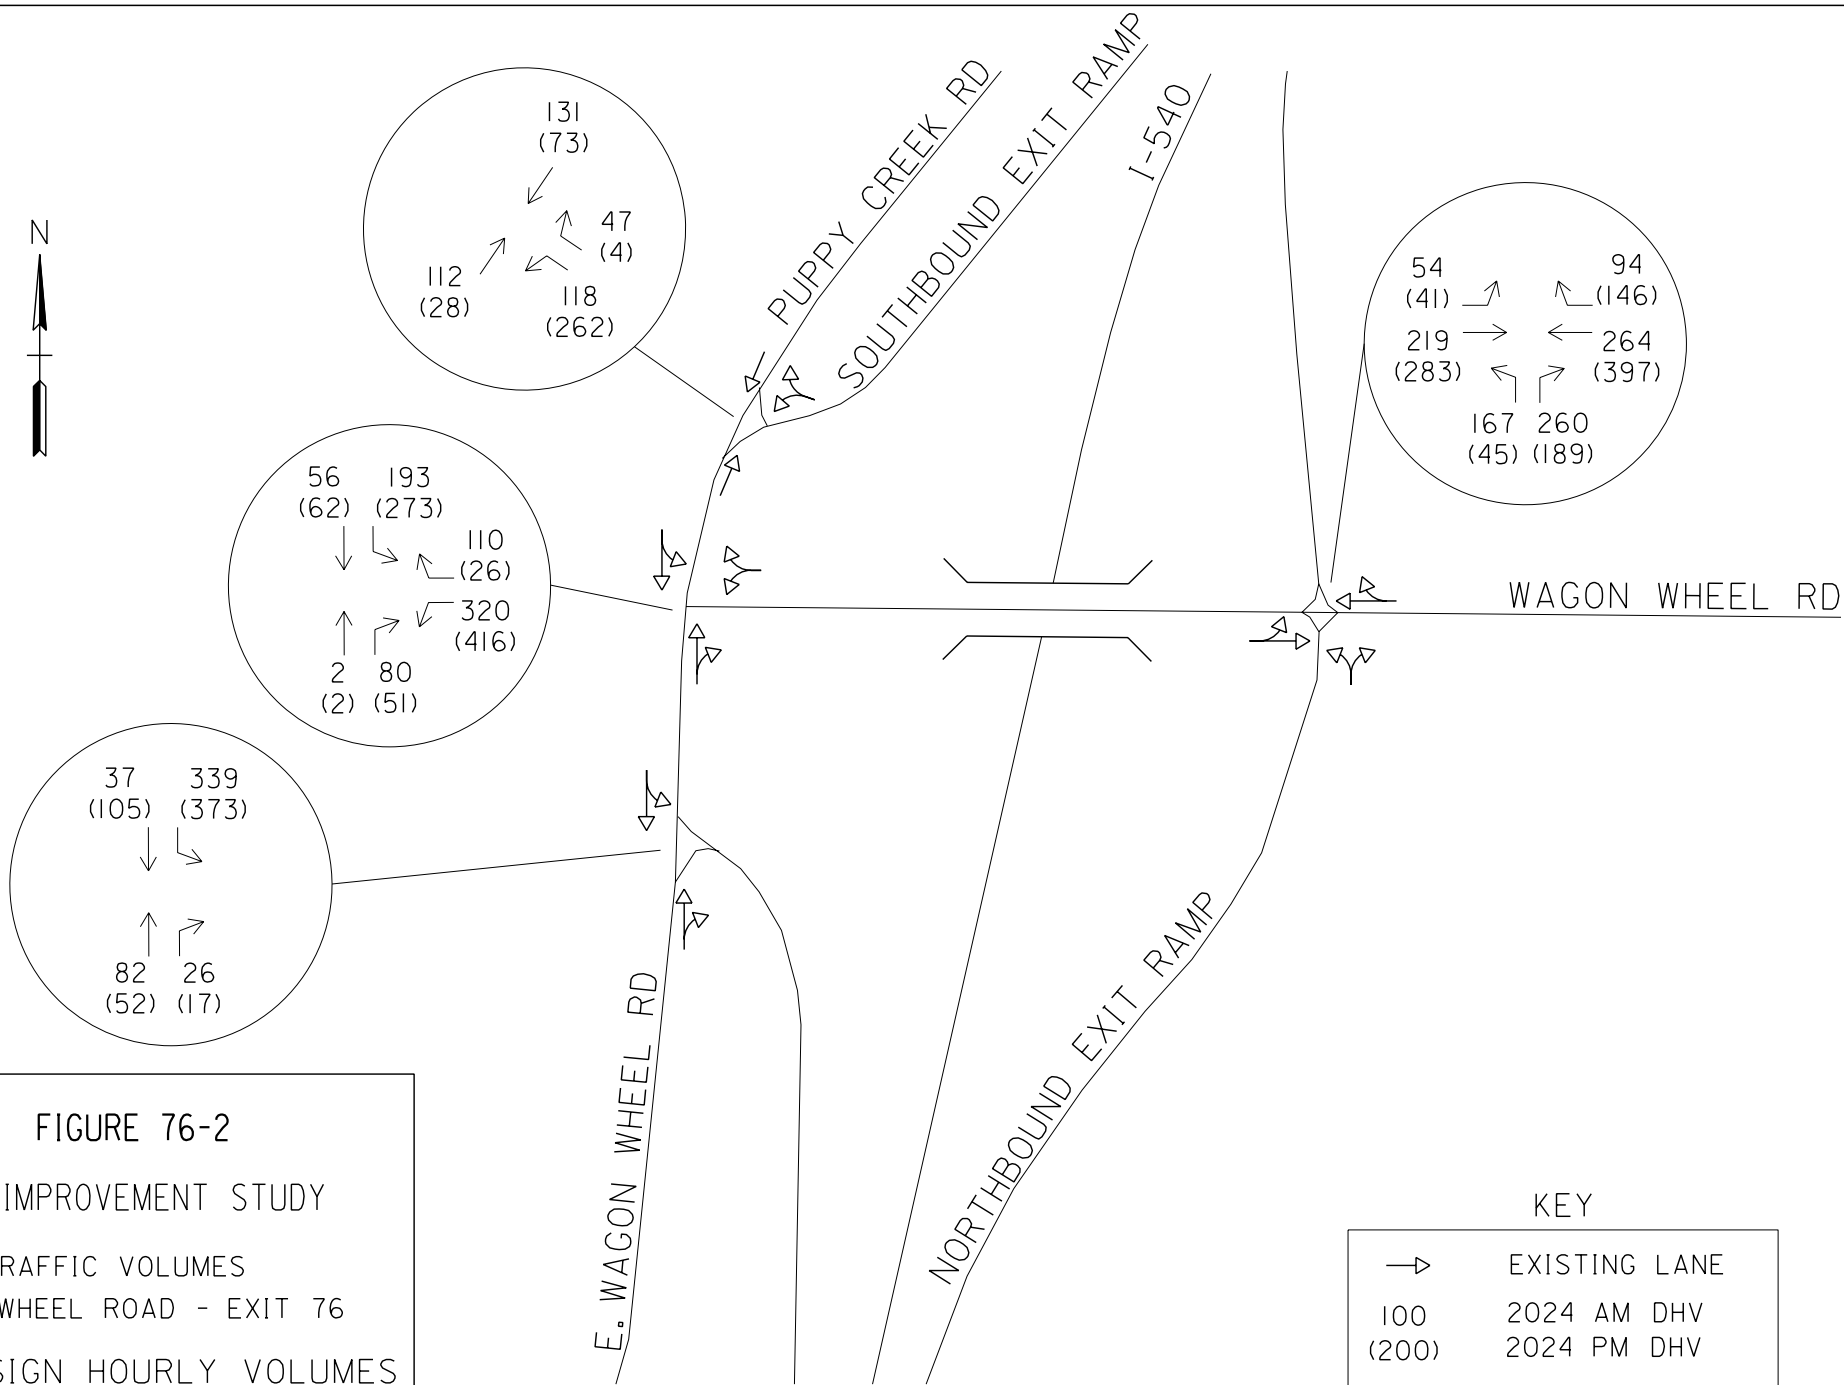 PUPPY CREEK RD
SOUTHBOUND EXIT RAMP
I-540
N
131
(73)
47
(4)
112
(28)
118
(262)
54
(41)
94
(146)
219
(283)
264
(397)
167
(45)
260
(189)
56
(62)
193
(273)
110
(26)
320
(416)
2
(2)
80
(51)
WAGON WHEEL RD
37
(105)
339
(373)
82
(52)
26
(17)
E. WAGON WHEEL RD
NORTHBOUND EXIT RAMP
FIGURE 76-2
IMPROVEMENT STUDY
RAFFIC VOLUMES
WHEEL ROAD - EXIT 76
SIGN HOURLY VOLUMES
KEY
EXISTING LANE
100 2024 AM DHV
(200) 2024 PM DHV